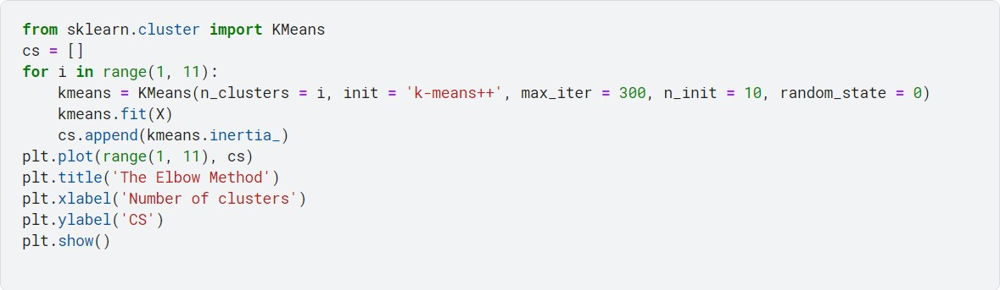 from sklearn.cluster import KMeans
cs = []
for i in range(1, 11):
    kmeans = KMeans(n_clusters = i, init = 'k-means++', max_iter = 300, n_init = 10, random_state = 0)
    kmeans.fit(X)
    cs.append(kmeans.inertia_)
plt.plot(range(1, 11), cs)
plt.title('The Elbow Method')
plt.xlabel('Number of clusters')
plt.ylabel('CS')
plt.show()